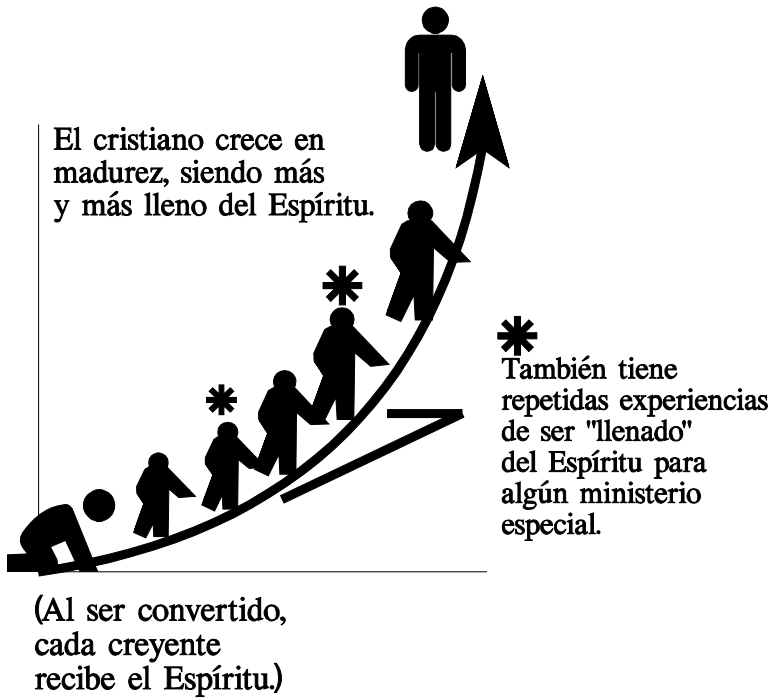 El cristiano crece en
madurez, siendo más
y más lleno del Espíritu.
También tiene
repetidas experiencias
de ser "llenado"
del Espíritu para
algún ministerio
especial.
(Al ser convertido,
cada creyente
recibe el Espíritu.)